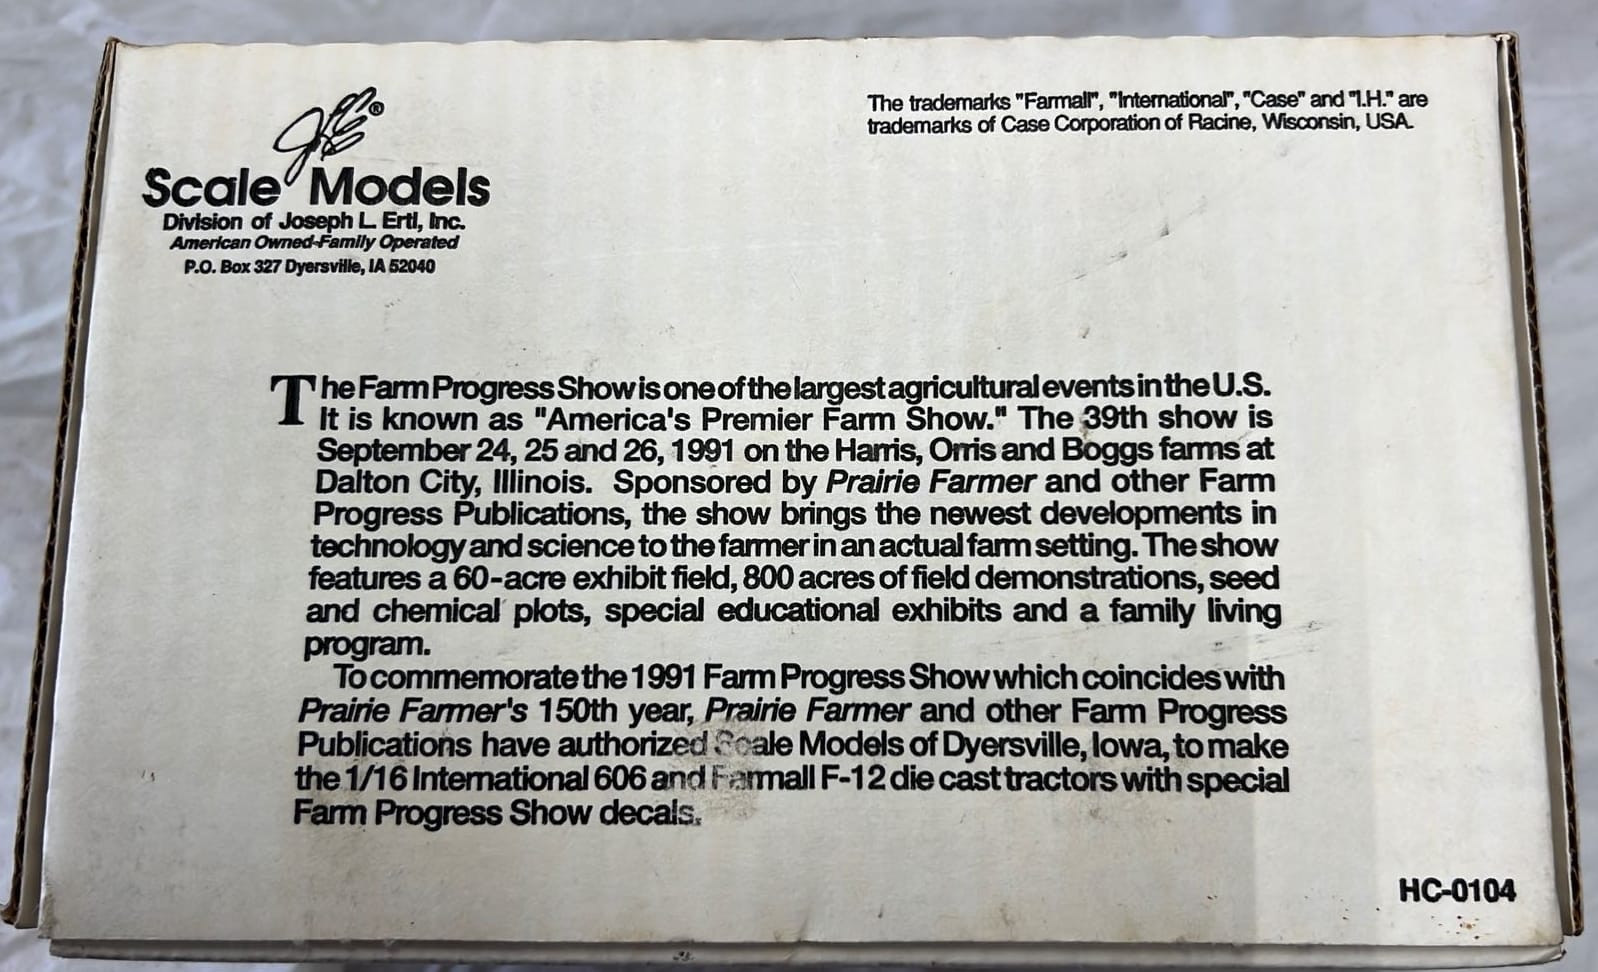 ®
Scale Models
Division of Joseph L. Ertl, Inc.
American Owned-Family Operated
P.O. Box 327 Dyersville, IA 52040
The trademarks "Farmall", "International", "Case" and "I.H." are
trademarks of Case Corporation of Racine, Wisconsin, USA.
The Farm Progress Show is one of the largest agricultural events in the U.S.
It is known as "America's Premier Farm Show." The 39th show is
September 24, 25 and 26, 1991 on the Harris, Orris and Boggs farms at
Dalton City, Illinois. Sponsored by Prairie Farmer and other Farm
Progress Publications, the show brings the newest developments in
technology and science to the farmer in an actual farm setting. The show
features a 60-acre exhibit field, 800 acres of field demonstrations, seed
and chemical plots, special educational exhibits and a family living
program.
To commemorate the 1991 Farm Progress Show which coincides with
Prairie Farmer's 150th year, Prairie Farmer and other Farm Progress
Publications have authorized Scale Models of Dyersville, Iowa, to make
the 1/16 International 606 and Farmall F-12 die cast tractors with special
Farm Progress Show decals.
HC-0104